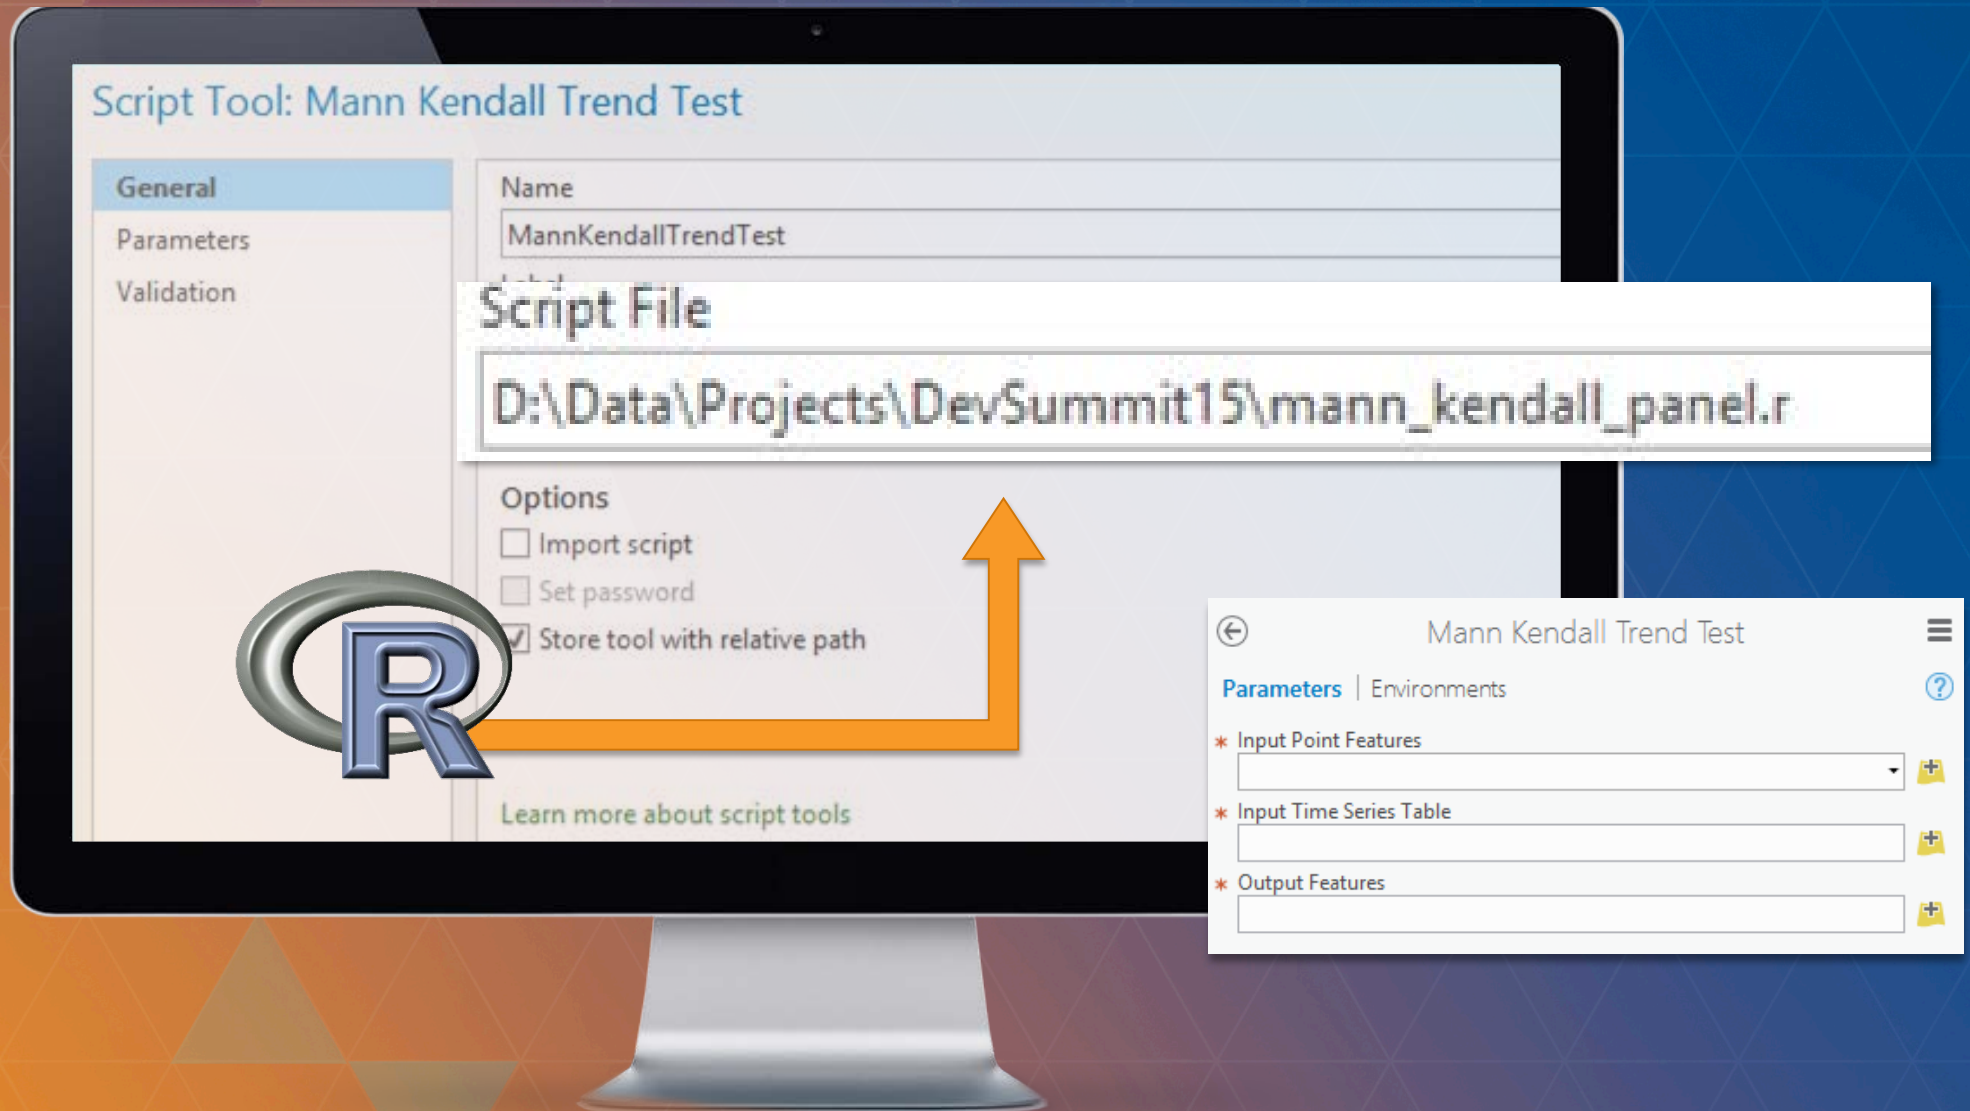 Script Tool: Mann Kendall Trend Test
General
Parameters
Validation
Name
MannKendallTrendTest
Label
Script File
D:\Data\Projects\DevSummit15\mann_kendall_panel.r
Options
Import script
Set password
Store tool with relative path
Learn more about script tools
R
Mann Kendall Trend Test
Parameters | Environments
?
* Input Point Features
* Input Time Series Table
* Output Features